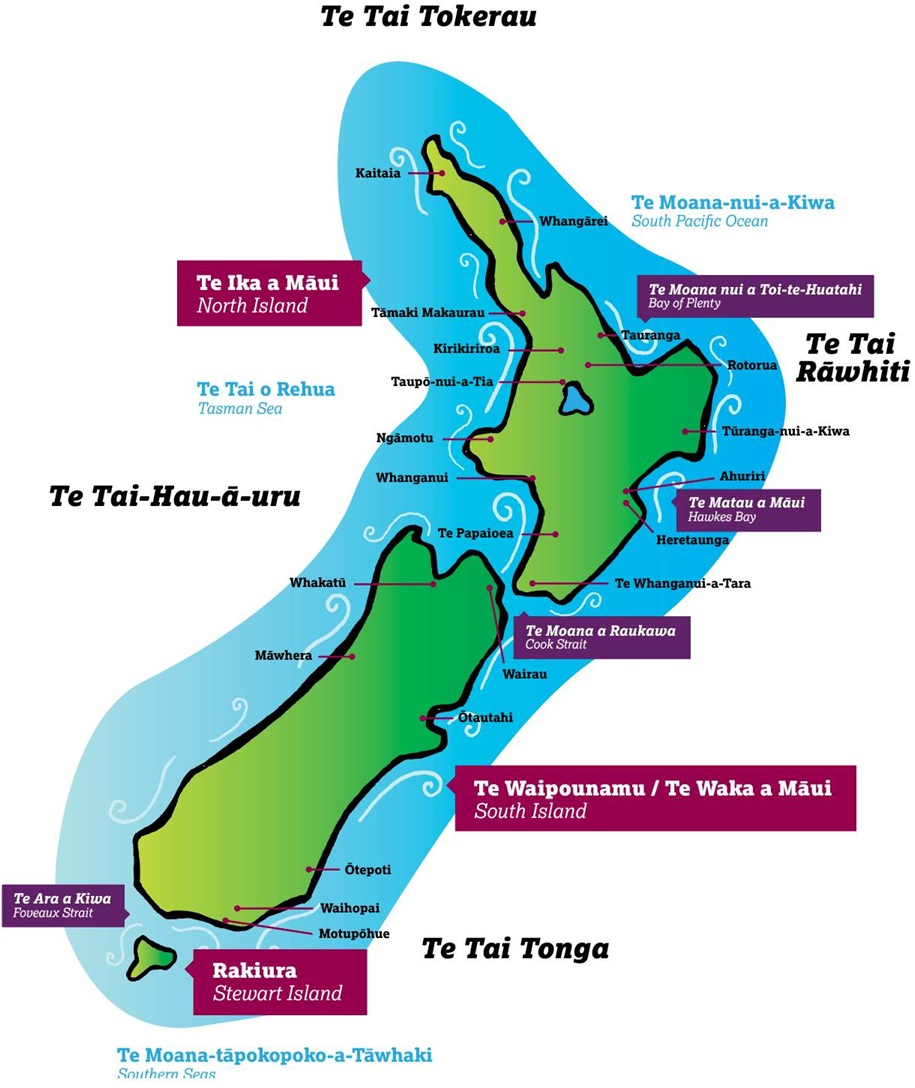 Te Tai Tokerau
Kaitaia
Whangārei
Te Moana-nui-a-Kiwa
South Pacific Ocean
Te Ika a Māui
North Island
Te Moana nui a Toi-te-Huatahi
Bay of Plenty
Tāmaki Makaurau
Tauranga
Te Tai
Rāwhiti
Kirikiriroa
Rotorua
Taupō-nui-a-Tia
Te Tai o Rehua
Tasman Sea
Ngāmotu
Tūranga-nui-a-Kiwa
Whanganui
Ahuriri
Te Tai-Hau-ā-uru
Te Matau a Māui
Hawkes Bay
Te Papaioea
Heretaunga
Whakatū
Te Whanganui-a-Tara
Te Moana a Raukawa
Cook Strait
Māwhera
Wairau
Ōtautahi
Te Waipounamu / Te Waka a Māui
South Island
Ōtepoti
Te Ara a Kiwa
Foveaux Strait
Waihopai
Motupōhue
Te Tai Tonga
Rakiura
Stewart Island
Te Moana-tāpokopoko-a-Tāwhaki
Southern Seas